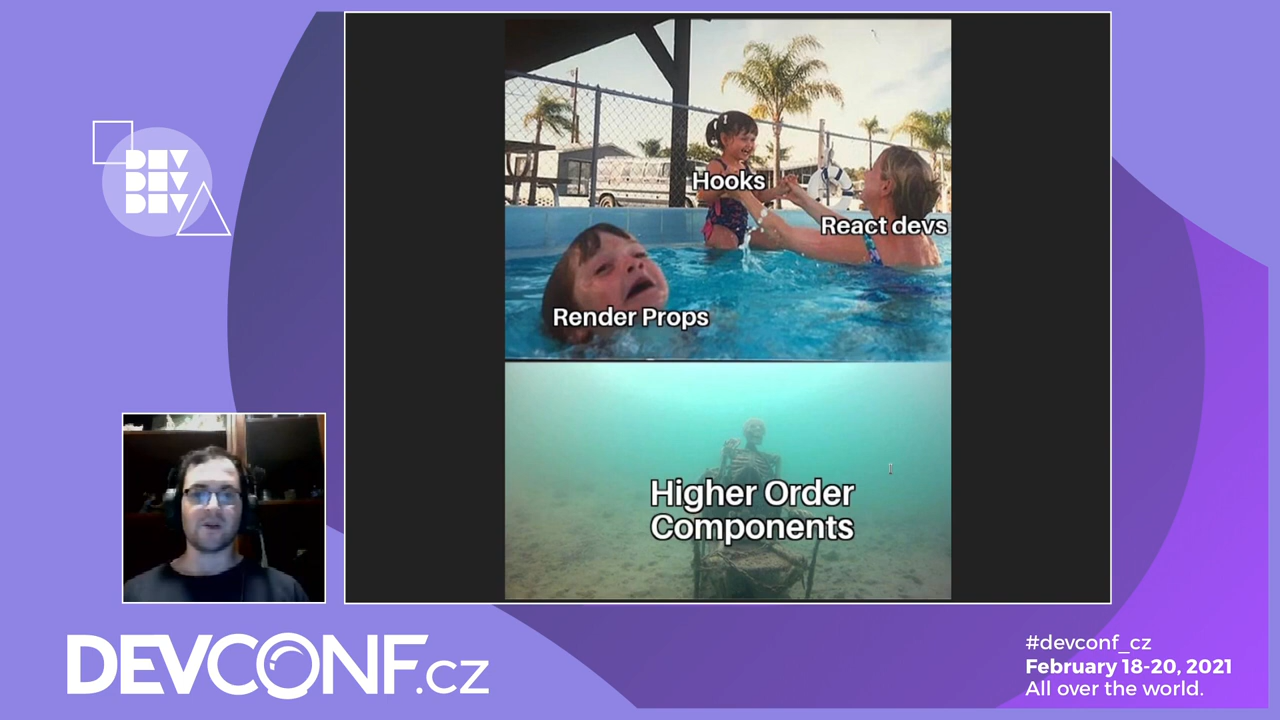 DEV
DEV
DEV
Hooks
React devs
Render Props
Higher Order
Components
DEVCONF.cz
#devconf_cz
February 18-20, 2021
All over the world.